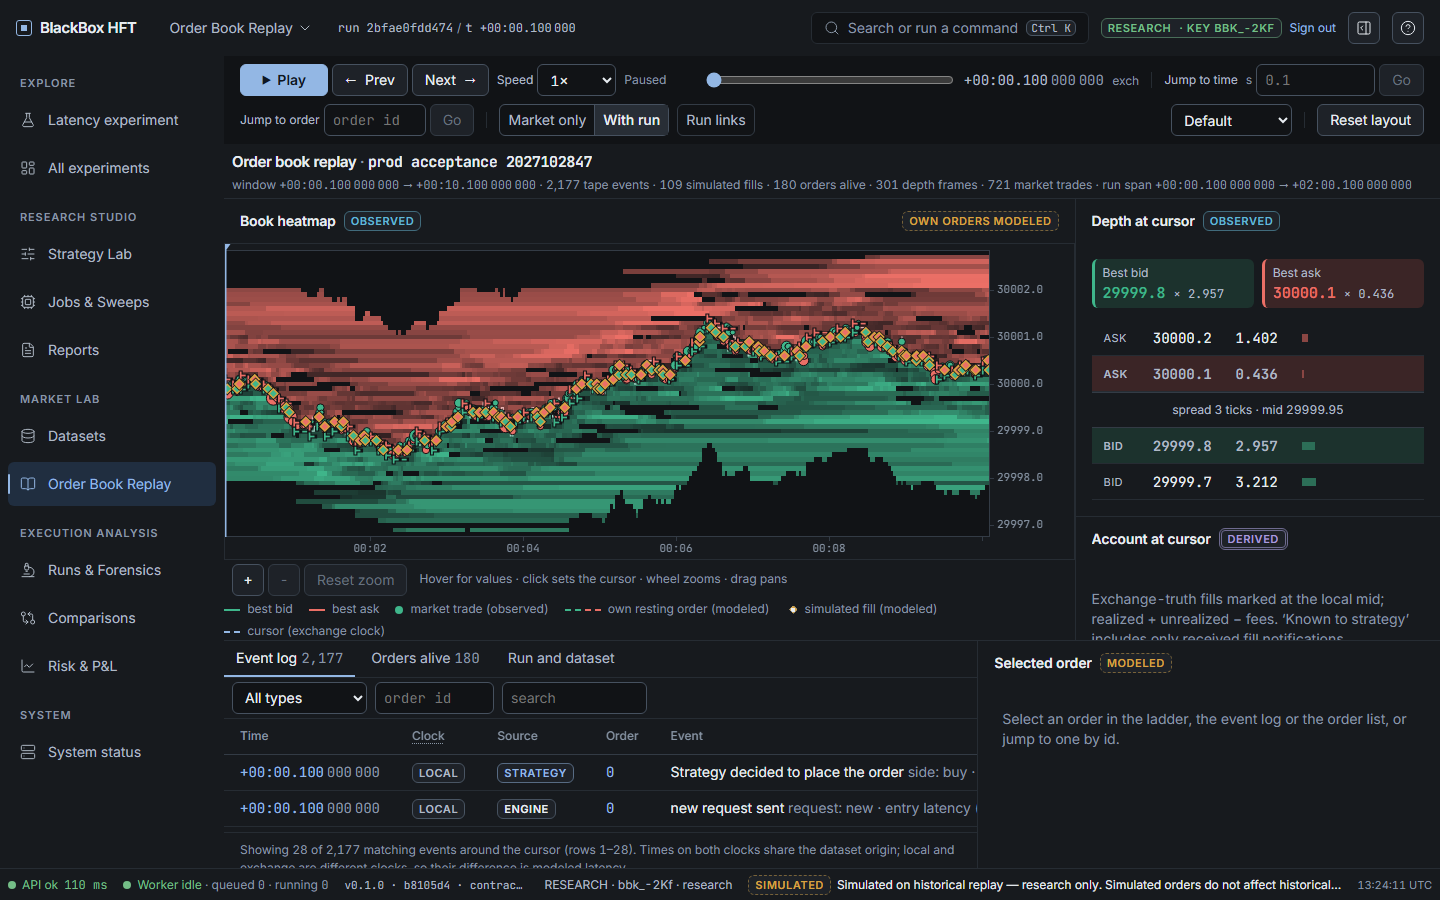 BlackBox HFT
Order Book Replay
run 2bfae0fdd474 / t +00:00.100 000
Search or run a command Ctrl K
RESEARCH · KEY BBK_-2KF
Sign out
EXPLORE
Latency experiment
All experiments
RESEARCH STUDIO
Strategy Lab
Jobs & Sweeps
Reports
MARKET LAB
Datasets
Order Book Replay
EXECUTION ANALYSIS
Runs & Forensics
Comparisons
Risk & P&L
SYSTEM
System status
Play ← Prev Next → Speed 1× Paused +00:00.100 000 000 exch Jump to time s 0.1 Go
Jump to order order id Go Market only With run Run links Default Reset layout
Order book replay · prod acceptance 2027102847
window +00:00.100 000 000 → +00:10.100 000 000 · 2,177 tape events · 109 simulated fills · 180 orders alive · 301 depth frames · 721 market trades · run span +00:00.100 000 000 → +02:00.100 000 000
Book heatmap OBSERVED OWN ORDERS MODELED
30002.0
30001.0
30000.0
29999.0
29998.0
29997.0
00:02 00:04 00:06 00:08
+ - Reset zoom Hover for values · click sets the cursor · wheel zooms · drag pans
best bid best ask market trade (observed) own resting order (modeled) simulated fill (modeled)
cursor (exchange clock)
Depth at cursor OBSERVED
Best bid
29999.8 × 2.957
Best ask
30000.1 × 0.436
ASK 30000.2 1.402
ASK 30000.1 0.436
spread 3 ticks · mid 29999.95
BID 29999.8 2.957
BID 29999.7 3.212
Account at cursor DERIVED
Exchange-truth fills marked at the local mid;
realized + unrealized − fees. ‘Known to strategy’
includes only received fill notifications
Event log 2,177 Orders alive 180 Run and dataset
All types order id search
Time Clock Source Order Event
+00:00.100 000 000 LOCAL STRATEGY 0 Strategy decided to place the order side: buy ·
+00:00.100 000 000 LOCAL ENGINE 0 new request sent request: new · entry latency
Showing 28 of 2,177 matching events around the cursor (rows 1–28). Times on both clocks share the dataset origin; local and
exchange are different clocks, so their difference is modeled latency.
Selected order MODELED
Select an order in the ladder, the event log or the order list, or
jump to one by id.
API ok 110 ms Worker idle · queued 0 · running 0 v0.1.0 · b8105d4 · contrac… RESEARCH · bbk_-2Kf · research SIMULATED Simulated on historical replay — research only. Simulated orders do not affect historical… 13:24:11 UTC